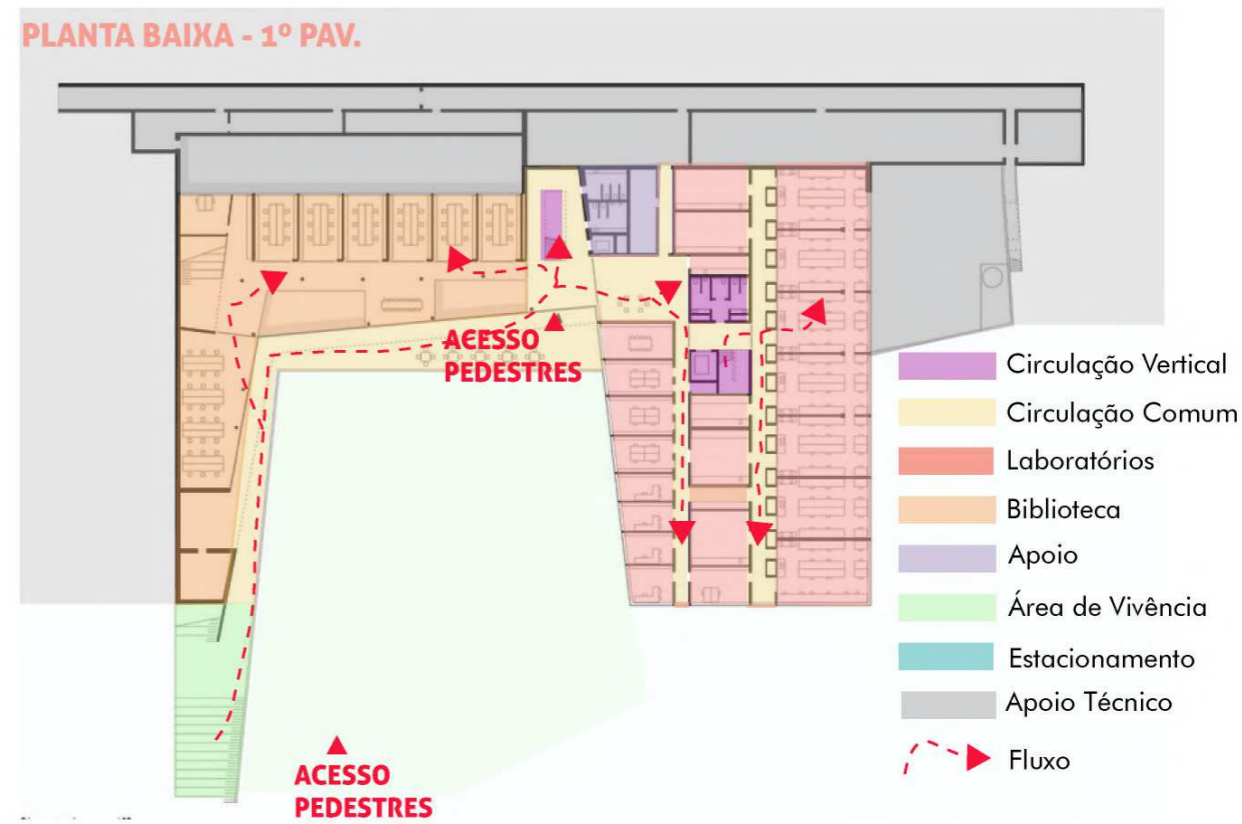 PLANTA BAIXA - 1º PAV.
ACESSO
PEDESTRES
ACESSO
PEDESTRES
Circulação Vertical
Circulação Comum
Laboratórios
Biblioteca
Apoio
Área de Vivência
Estacionamento
Apoio Técnico
Fluxo